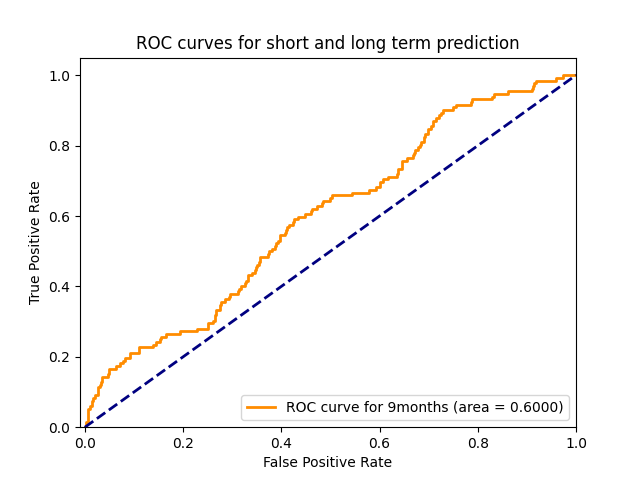 ROC curves for short and long term prediction
True Positive Rate
1.0
0.8
0.6
0.4
0.2
0.0
ROC curve for 9months (area = 0.6000)
0.0 0.2 0.4 0.6 0.8 1.0
False Positive Rate